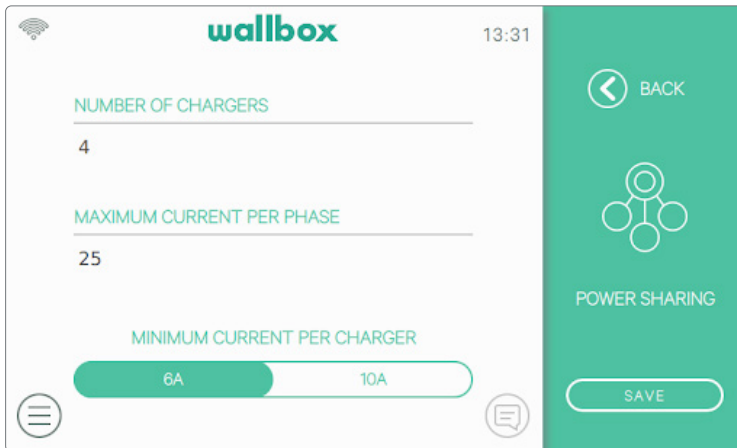 wallbox
13:31
BACK
NUMBER OF CHARGERS
4
MAXIMUM CURRENT PER PHASE
25
POWER SHARING
MINIMUM CURRENT PER CHARGER
6A 10A
SAVE